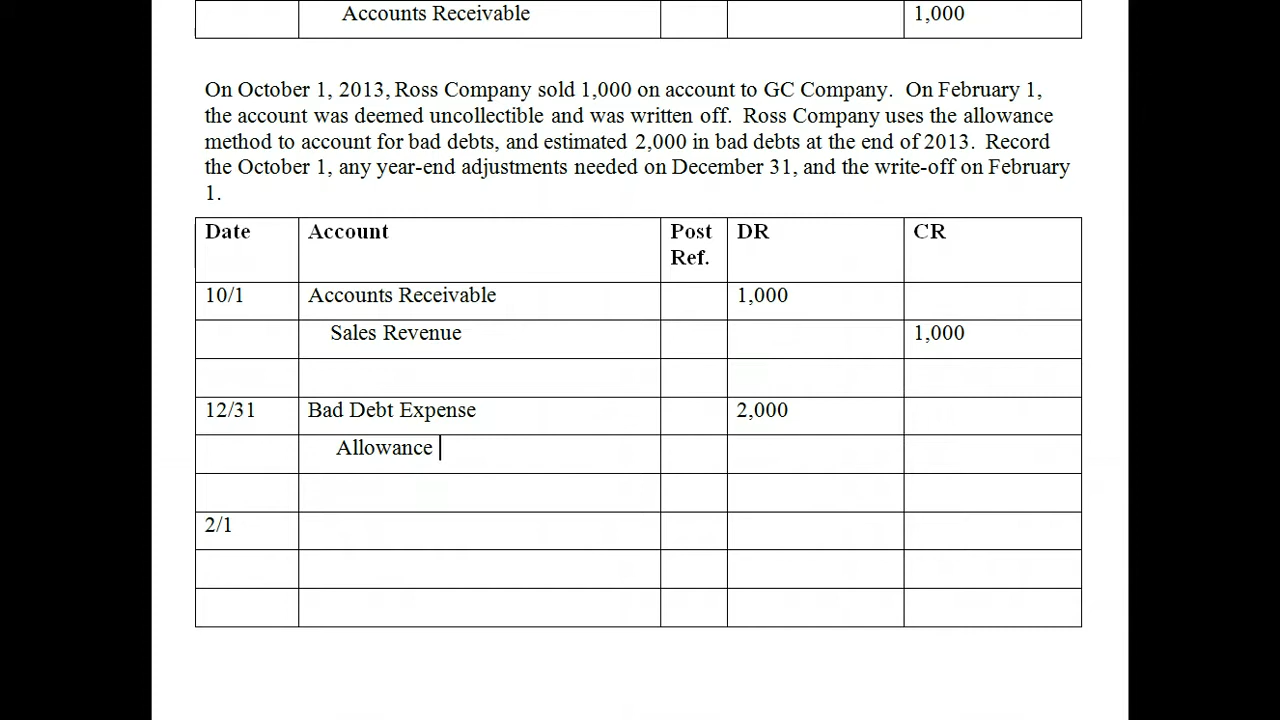 Accounts Receivable 1,000
On October 1, 2013, Ross Company sold 1,000 on account to GC Company. On February 1,
the account was deemed uncollectible and was written off. Ross Company uses the allowance
method to account for bad debts, and estimated 2,000 in bad debts at the end of 2013. Record
the October 1, any year-end adjustments needed on December 31, and the write-off on February
1.
Date Account Post Ref. DR CR
10/1 Accounts Receivable 1,000
Sales Revenue 1,000
12/31 Bad Debt Expense 2,000
Allowance
2/1